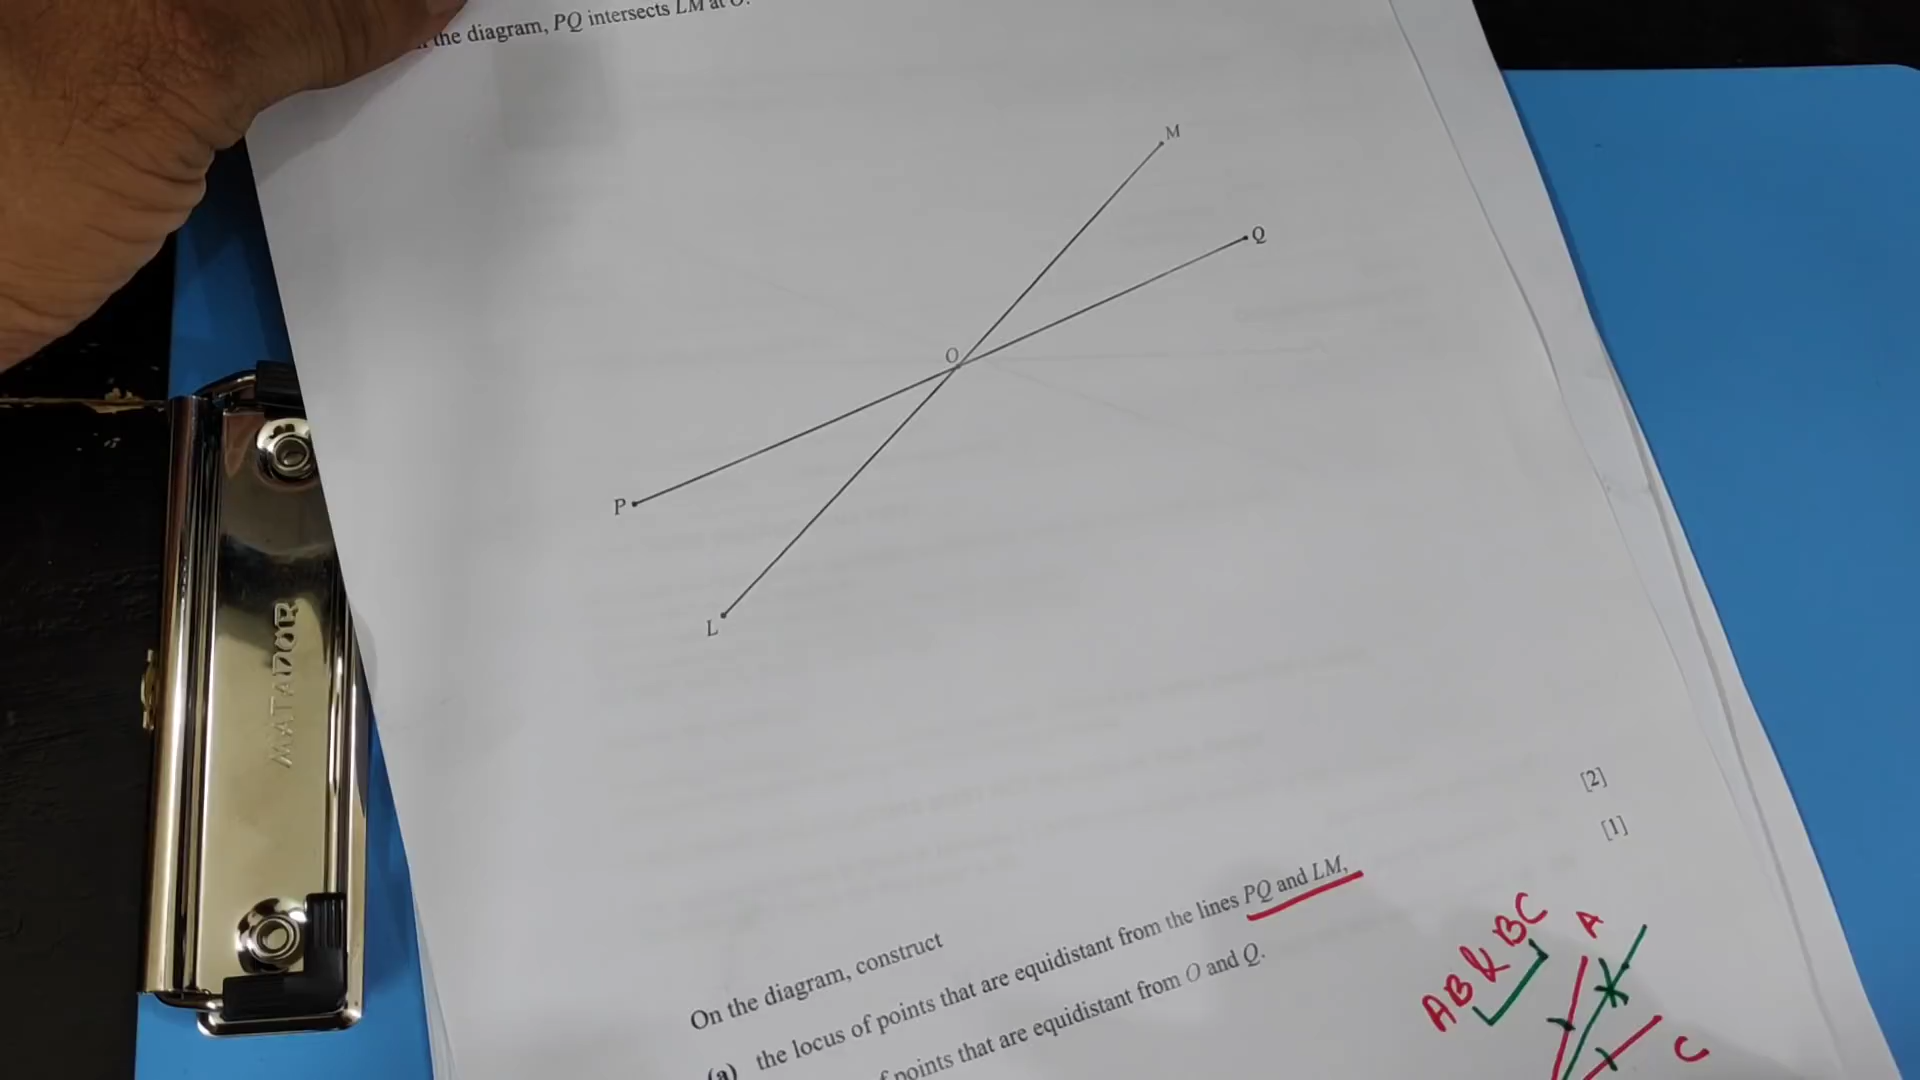 the diagram, PQ intersects LM at O.
M
Q
O
P
L
MATADOR
[2]
[1]
On the diagram, construct
(a) the locus of points that are equidistant from the lines PQ and LM,
points that are equidistant from O and Q.
AB & BC
A
C